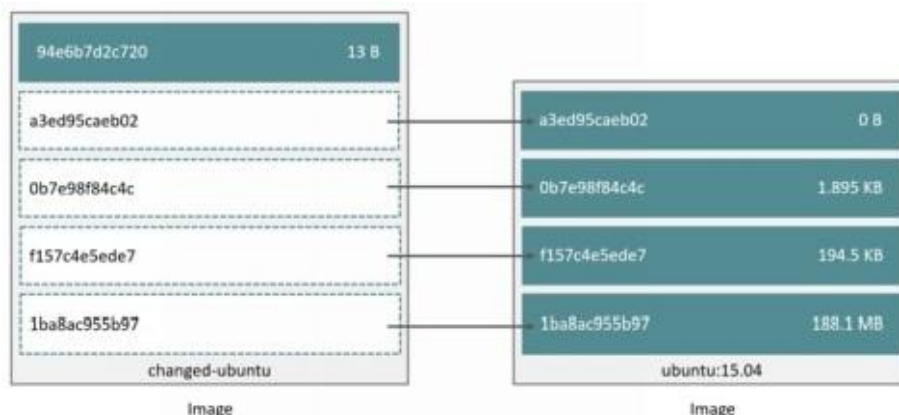 94e6b7d2c720 13 B
a3ed95caeb02
0b7e98f84c4c
f157c4e5ede7
1ba8ac955b97
changed-ubuntu
Image
a3ed95caeb02 0 B
0b7e98f84c4c 1.895 KB
f157c4e5ede7 194.5 KB
1ba8ac955b97 188.1 MB
ubuntu:15.04
Image